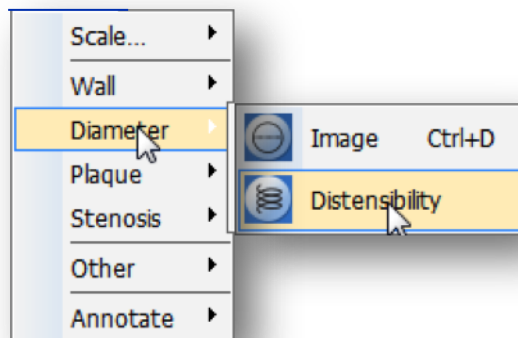 Scale...
Wall
Diameter
Plaque
Stenosis
Other
Annotate
Image Ctrl+D
Distensibility